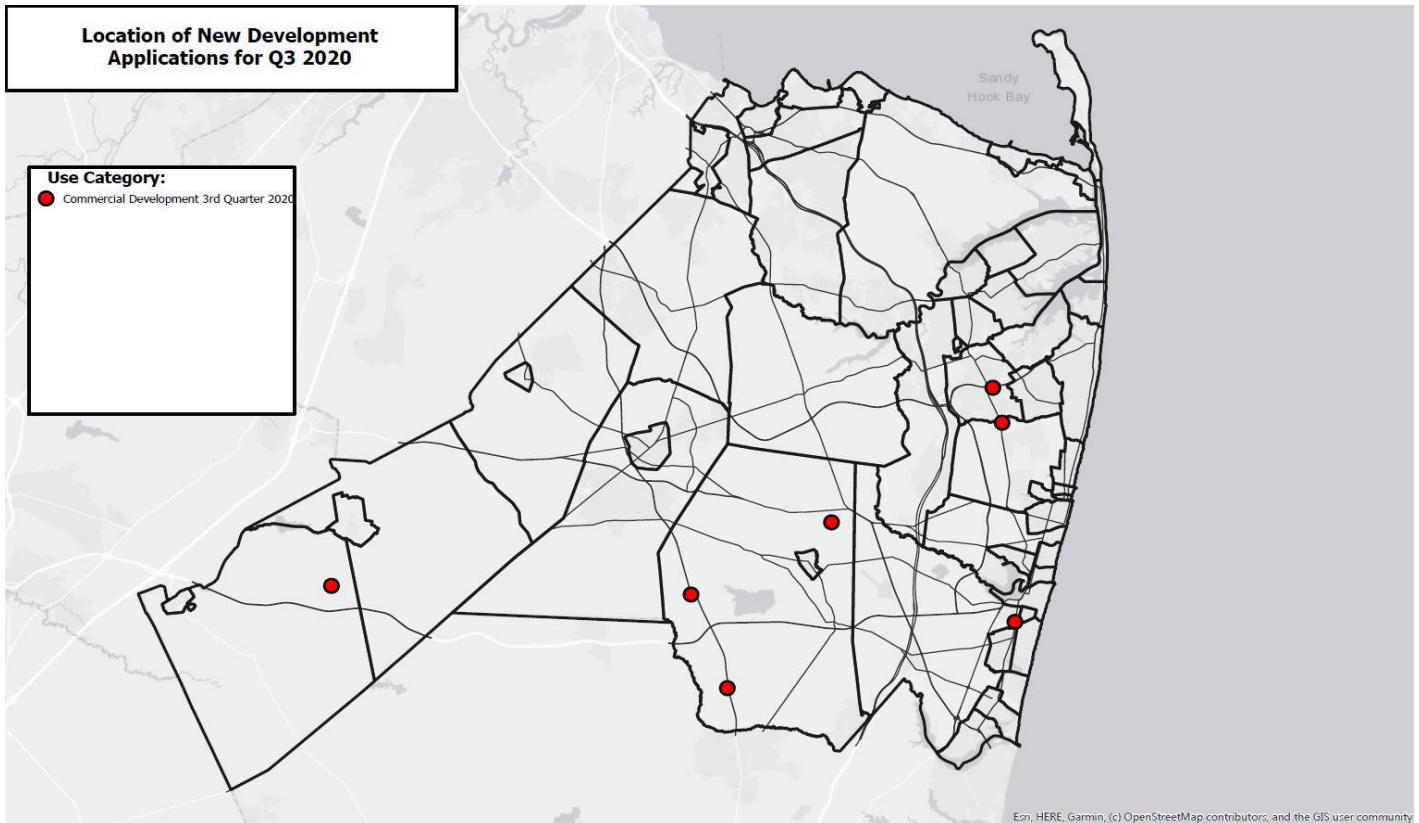 Location of New Development
Applications for Q3 2020
Sandy
Hook Bay
Use Category:
Commercial Development 3rd Quarter 2020
Esri, HERE, Garmin, (c) OpenStreetMap contributors, and the GIS user community